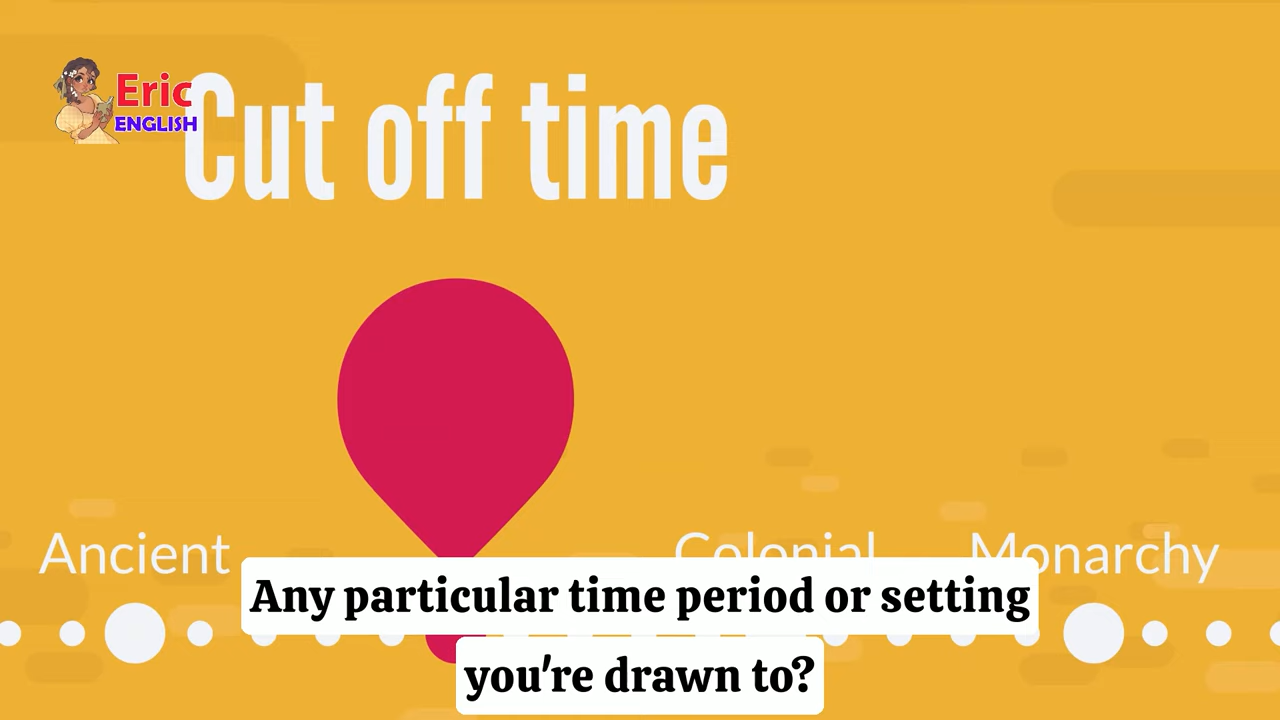 Eric
ENGLISH
Cut off time
Ancient
Colonial
Monarchy
Any particular time period or setting
you're drawn to?